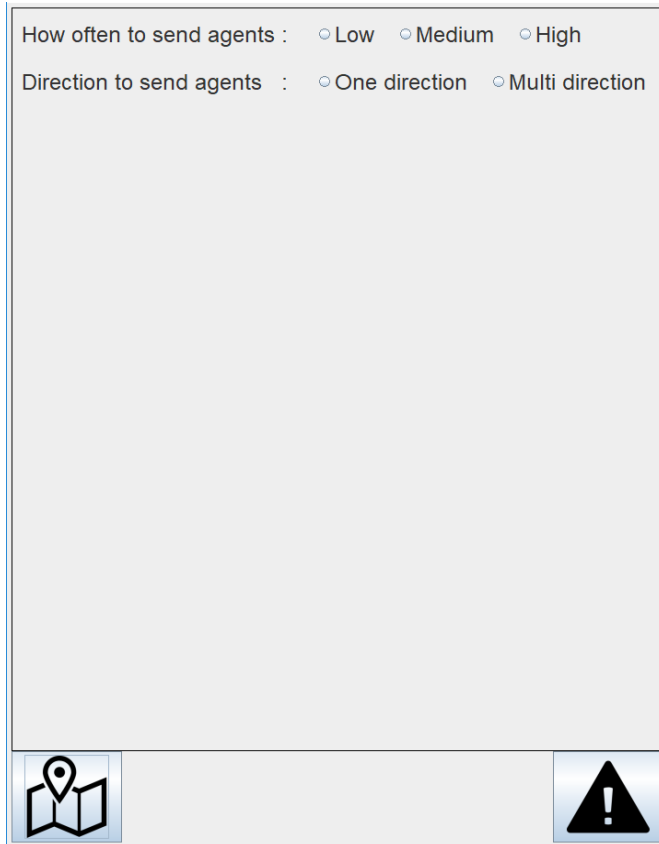 How often to send agents : Low Medium High
Direction to send agents : One direction Multi direction